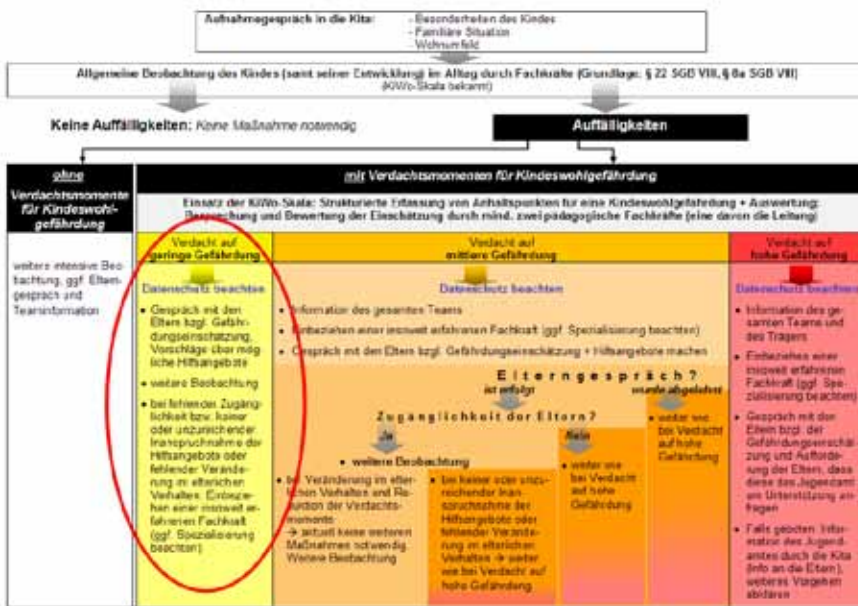 Aufnahmegespräch in die Kita:
- Besonderheiten des Kindes
- Familiäre Situation
- Wohnumfeld
Allgemeine Beobachtung des Kindes (samt seiner Entwicklung) im Alltag durch Fachkräfte (Grundlage: § 22 SGB VIII, § 8a SGB VIII)
(KiWo-Skala bekannt)
Keine Auffälligkeiten: Keine Maßnahme notwendig
Auffälligkeiten
ohne
Verdachtsmomente
für Kindeswohl-
gefährdung
mit Verdachtsmomenten für Kindeswohlgefährdung
Einsatz der KiWo-Skala: Strukturierte Erfassung von Anhaltspunkten für eine Kindeswohlgefährdung + Auswertung;
Besprechung und Bewertung der Einschätzung durch mind. zwei pädagogische Fachkräfte (eine davon die Leitung)
weitere intensive Beo-
bachtung, ggf. Eltern-
gespräch und
Teaminformation
Verdacht auf
geringe Gefährdung
Datenschutz beachten
• Gespräch mit den
Eltern bzgl. Gefähr-
dungseinschätzung,
Vorschläge über mög-
liche Hilfsangebote
• weitere Beobachtung
• bei fehlender Zugäng-
lichkeit bzw. keiner
oder unzureichender
Inanspruchnahme der
Hilfsangebote oder
fehlender Verände-
rung im elterlichen
Verhalten: Einbezie-
hen einer insoweit er-
fahrenen Fachkraft
(ggf. Spezialisierung
beachten)
Verdacht auf
mittlere Gefährdung
Datenschutz beachten
• Information des gesamten Teams
• Einbeziehen einer insoweit erfahrenen Fachkraft (ggf. Spezialisierung beachten)
• Gespräch mit den Eltern bzgl. Gefährdungseinschätzung + Hilfsangebote machen
Elterngespräch?
ist erfolgt
wurde abgelehnt
Zugänglichkeit der Eltern?
Ja
Nein
• weitere Beobachtung
• bei Veränderung im elter-
lichen Verhalten und Re-
duktion der Verdachts-
momente
→ aktuell keine weiteren
Maßnahmen notwendig.
Weitere Beobachtung
• bei keiner oder unzu-
reichender Inan-
spruchnahme der
Hilfsangebote oder
fehlender Verände-
rung im elterlichen
Verhalten → weiter
wie bei Verdacht auf
hohe Gefährdung
• weiter wie
bei Verdacht
auf hohe
Gefährdung
• weiter wie
bei Verdacht
auf hohe
Gefährdung
Verdacht auf
hohe Gefährdung
Datenschutz beachten
• Information des ge-
samten Teams und
des Trägers
• Einbeziehen einer
insoweit erfahrenen
Fachkraft (ggf. Spe-
zialisierung beachten)
• Gespräch mit den
Eltern bzgl. der
Gefährdungseinschät-
zung und Aufforde-
rung der Eltern, dass
diese das Jugendamt
um Unterstützung an-
fragen
• Falls geboten: Infor-
mation des Jugend-
amtes durch die Kita
(Info an die Eltern),
weiteres Vorgehen
abklären